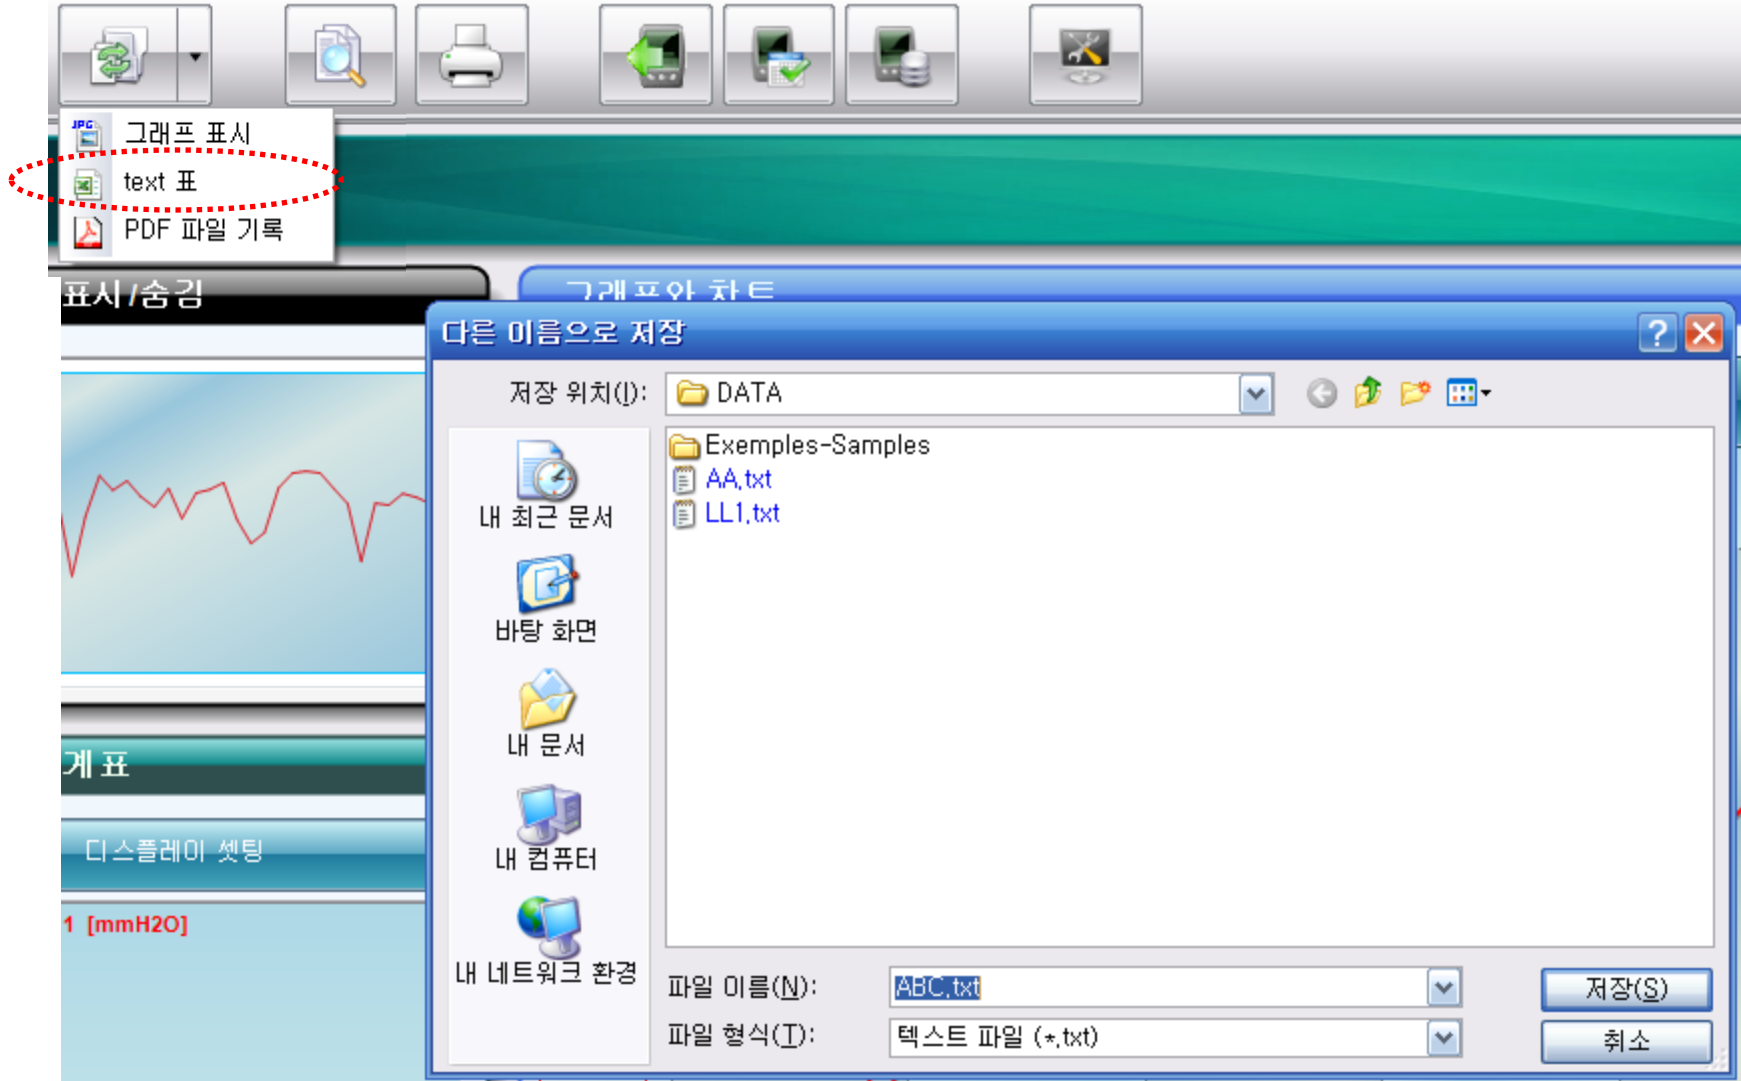 JPG 그래프 표시
text 표
PDF 파일 기록
표시/숨김
그래프와 차트
다른 이름으로 저장
저장 위치(I):
DATA
Exemples-Samples
AA.txt
LL1.txt
내 최근 문서
바탕 화면
내 문서
내 컴퓨터
내 네트워크 환경
파일 이름(N):
ABC.txt
저장(S)
파일 형식(T):
텍스트 파일 (*.txt)
취소
계표
디스플레이 셋팅
1 [mmH2O]